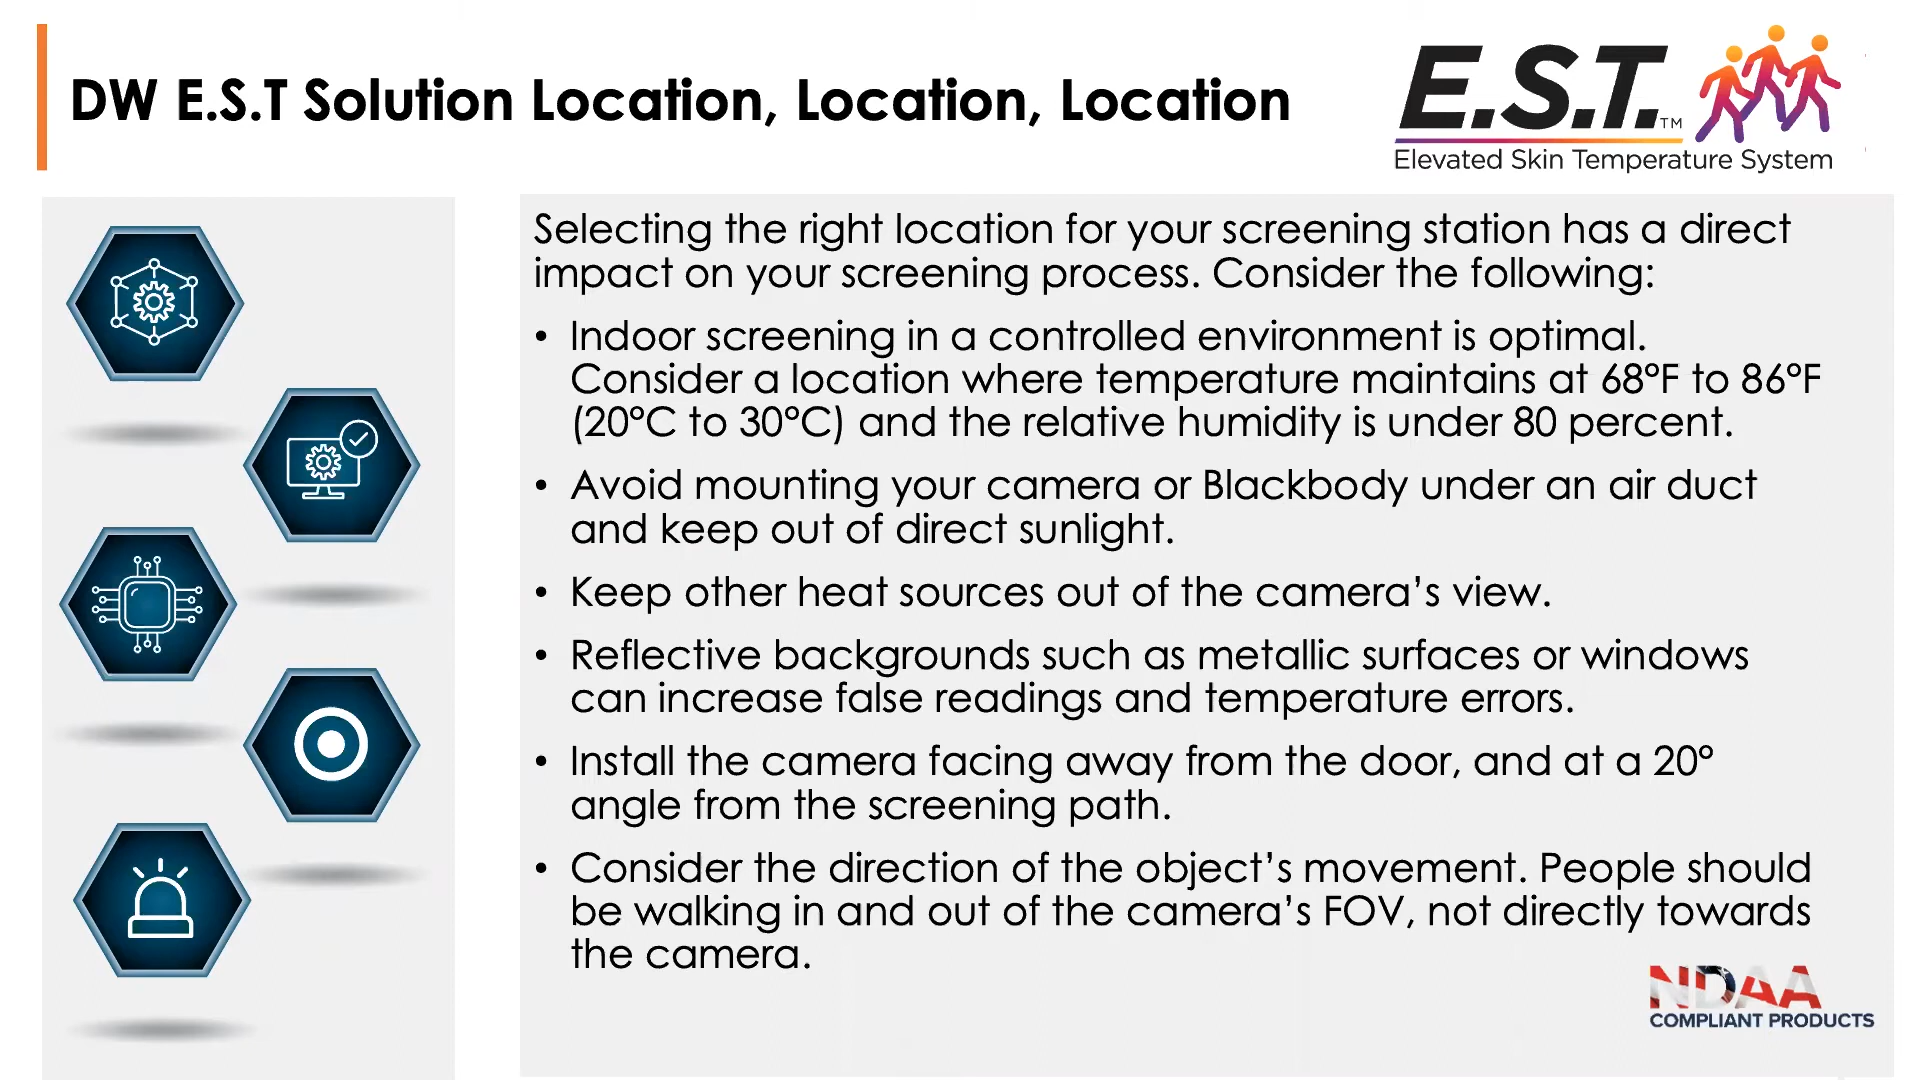 DW E.S.T Solution Location, Location, Location
E.S.T.™
Elevated Skin Temperature System
Selecting the right location for your screening station has a direct
impact on your screening process. Consider the following:
• Indoor screening in a controlled environment is optimal.
Consider a location where temperature maintains at 68°F to 86°F
(20°C to 30°C) and the relative humidity is under 80 percent.
• Avoid mounting your camera or Blackbody under an air duct
and keep out of direct sunlight.
• Keep other heat sources out of the camera’s view.
• Reflective backgrounds such as metallic surfaces or windows
can increase false readings and temperature errors.
• Install the camera facing away from the door, and at a 20°
angle from the screening path.
• Consider the direction of the object’s movement. People should
be walking in and out of the camera’s FOV, not directly towards
the camera.
NDAA
COMPLIANT PRODUCTS